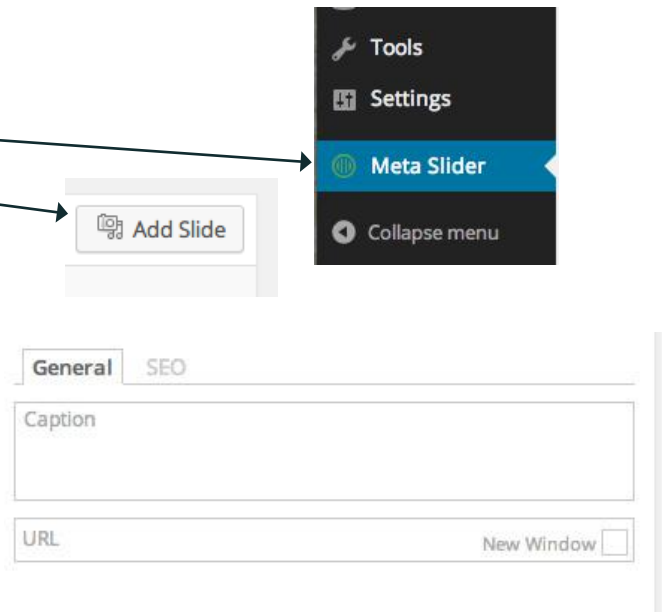 Tools
Settings
Meta Slider
Add Slide
Collapse menu
General SEO
Caption
URL New Window